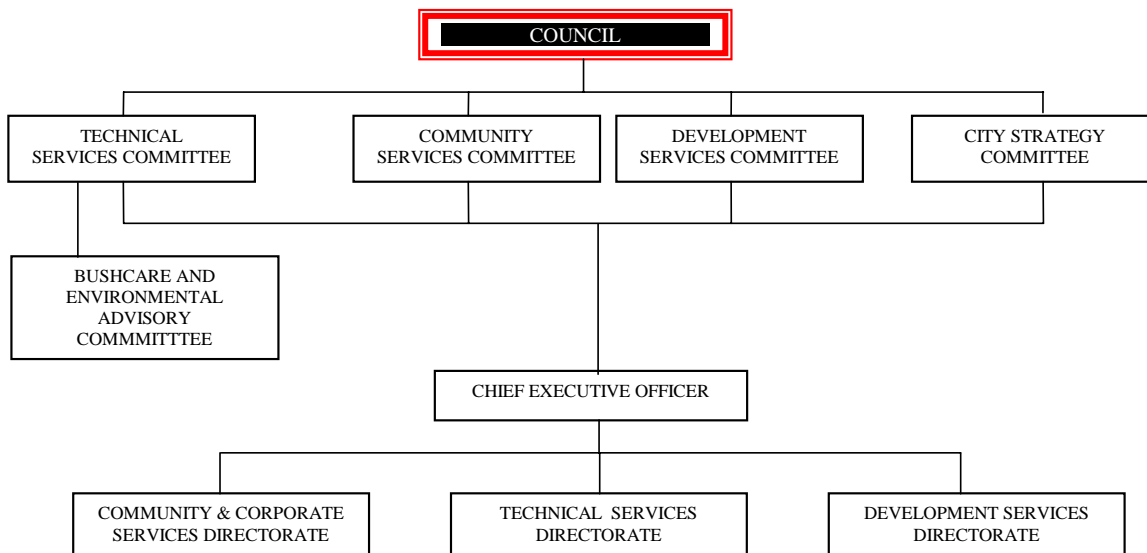 COUNCIL
TECHNICAL
SERVICES COMMITTEE
COMMUNITY
SERVICES COMMITTEE
DEVELOPMENT
SERVICES COMMITTEE
CITY STRATEGY
COMMITTEE
BUSHCARE AND
ENVIRONMENTAL
ADVISORY
COMMMITTTEE
CHIEF EXECUTIVE OFFICER
COMMUNITY & CORPORATE
SERVICES DIRECTORATE
TECHNICAL SERVICES
DIRECTORATE
DEVELOPMENT SERVICES
DIRECTORATE